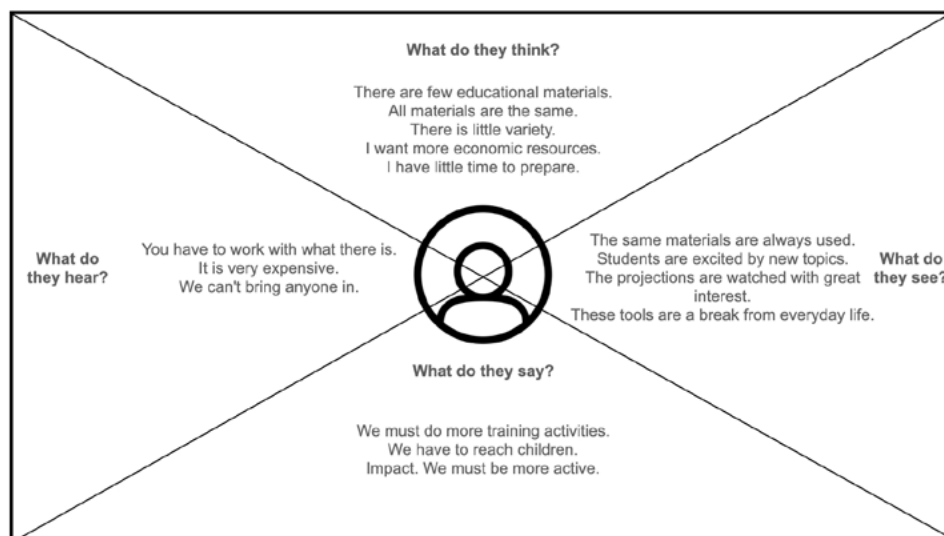 What do they think?
There are few educational materials.
All materials are the same.
There is little variety.
I want more economic resources.
I have little time to prepare.
What do
they hear?
You have to work with what there is.
It is very expensive.
We can't bring anyone in.
The same materials are always used.
Students are excited by new topics.
The projections are watched with great
interest.
These tools are a break from everyday life.
What do
they see?
What do they say?
We must do more training activities.
We have to reach children.
Impact. We must be more active.